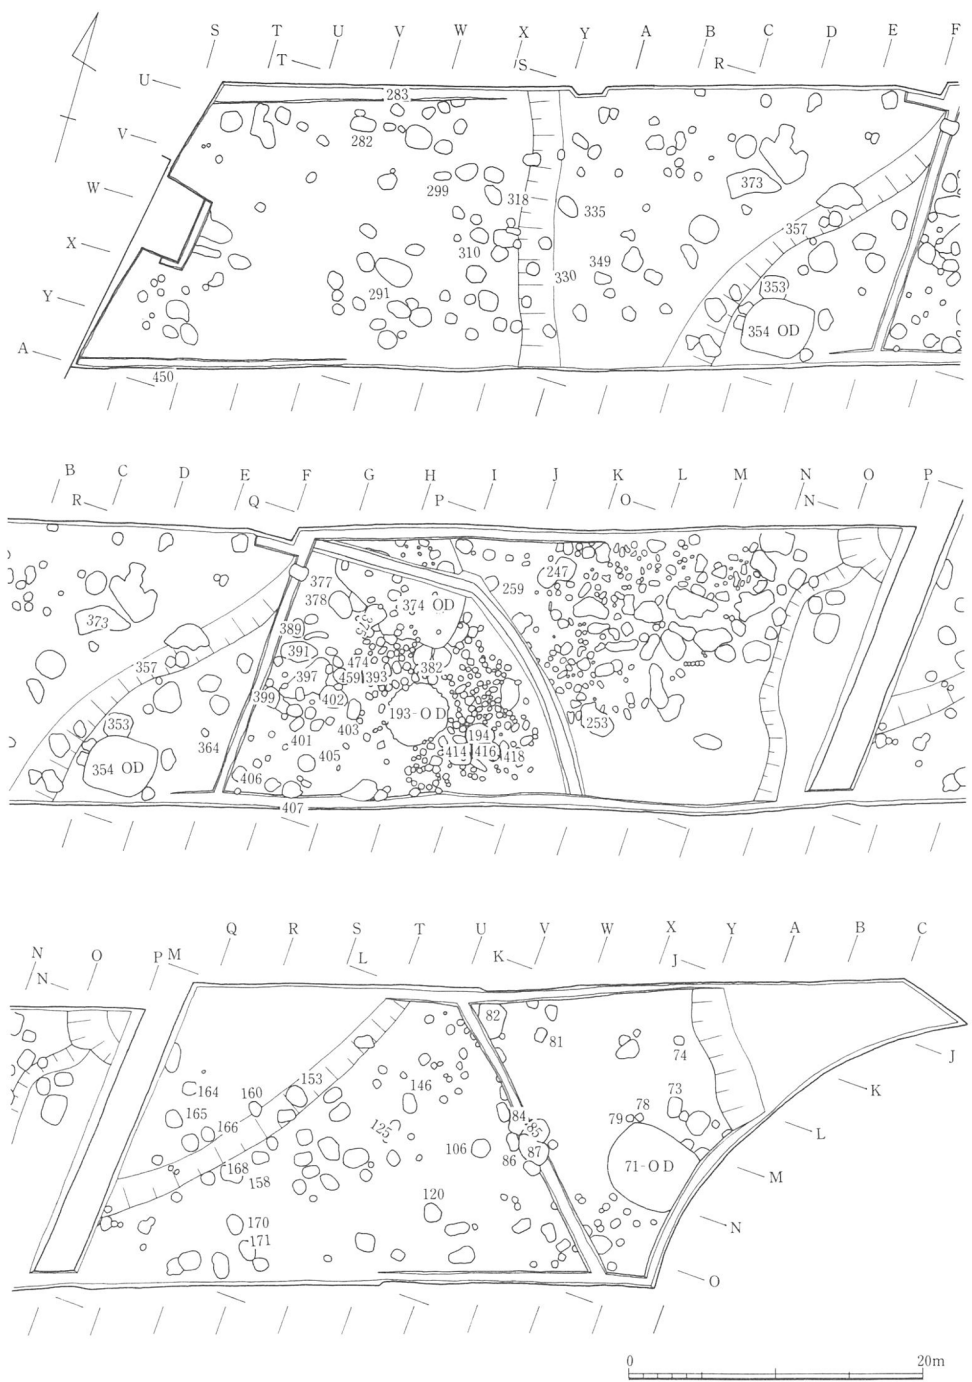 S T U V W X Y A B C D E F
T S R
U
283
V
282
W
299
318
373
335
357
X
310
349
330
353
Y
291
354 OD
A
450
B C D E F G H I J K L M N O P
R Q P O N
377
259
247
378
374 OD
373
375
389
391
474
382
357
397
459
393
399
402
193-OD
353
403
253
401
194
364
405
414
416
418
354 OD
406
407
N O P Q R S T U V W X Y A B C
N M L K J
82
81
J
74
153
146
K
164
160
73
165
78
84
79
85
125
L
166
106
86
87
71-OD
168
M
158
120
170
N
171
O
0 20m